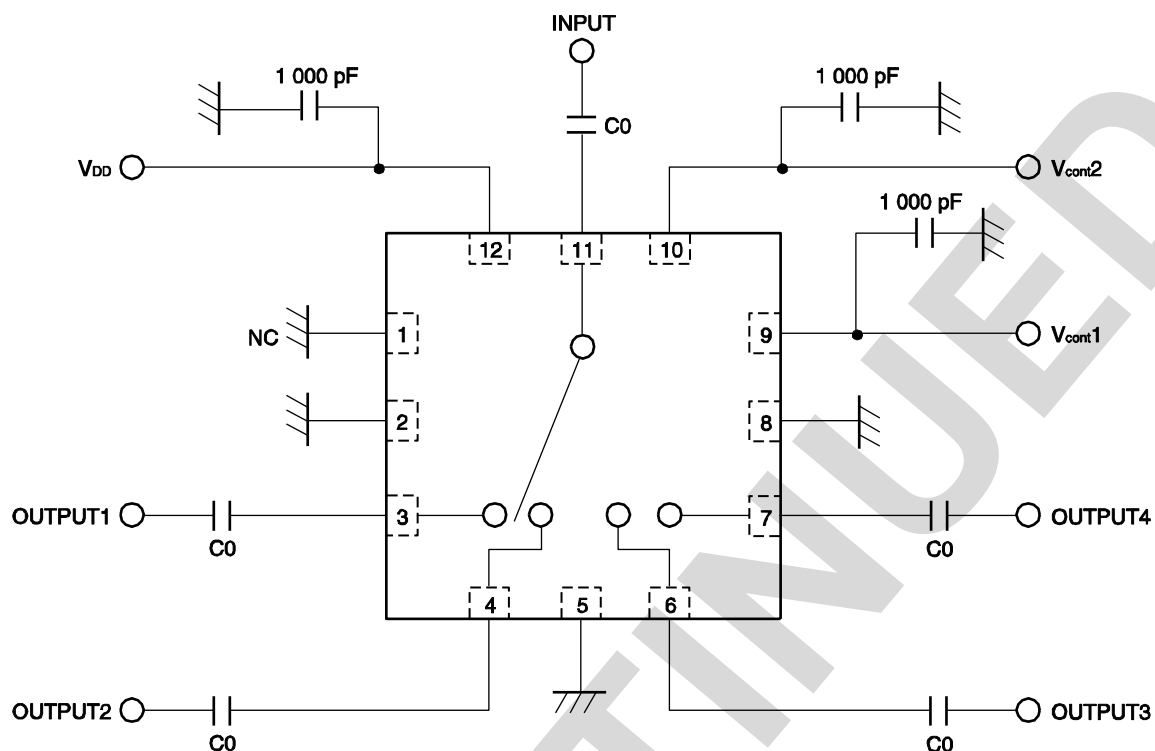 INPUT
1 000 pF
1 000 pF
C0
VDD
Vcont2
1 000 pF
12
11
10
NC
1
9
Vcont1
2
8
OUTPUT1
3
7
OUTPUT4
C0
C0
4
5
6
OUTPUT2
OUTPUT3
C0
C0